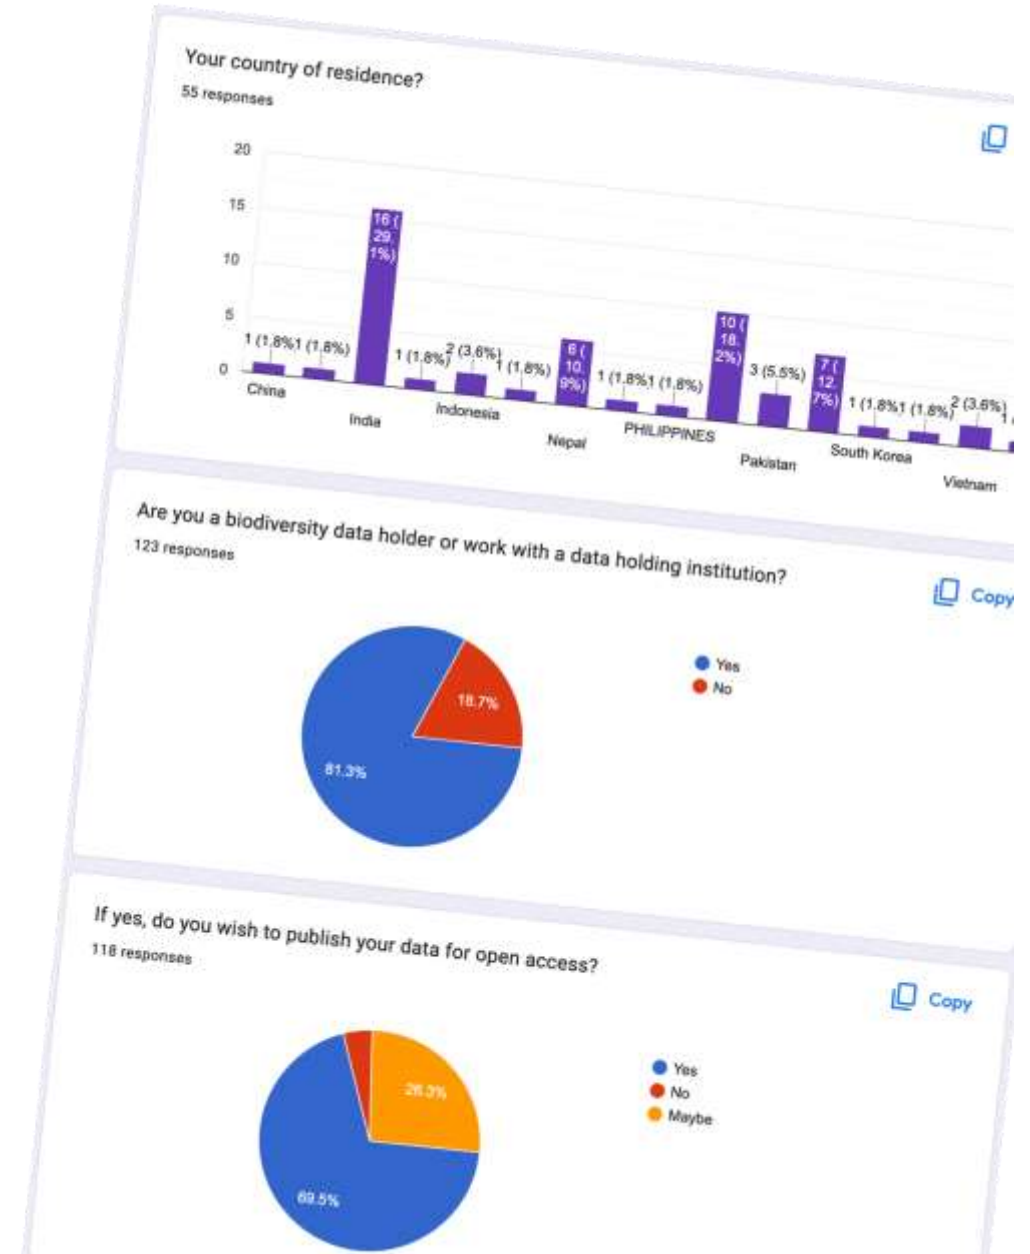 Your country of residence?
55 responses
20
15
10
5
0
1 (1.8%1 (1.8%)
16 (
29.
1%)
1 (1.8%)
2 (3.6%)
1 (1.8%)
6 (
10.
9%)
1 (1.8%1 (1.8%)
10 (
18.
2%)
3 (5.5%)
7 (
12.
7%)
1 (1.8%1 (1.8%)
2 (3.6%)
China
India
Indonesia
Nepal
PHILIPPINES
Pakistan
South Korea
Vietnam
Are you a biodiversity data holder or work with a data holding institution?
123 responses
Copy
Yes
No
18.7%
81.3%
If yes, do you wish to publish your data for open access?
118 responses
Copy
Yes
No
Maybe
26.3%
69.5%